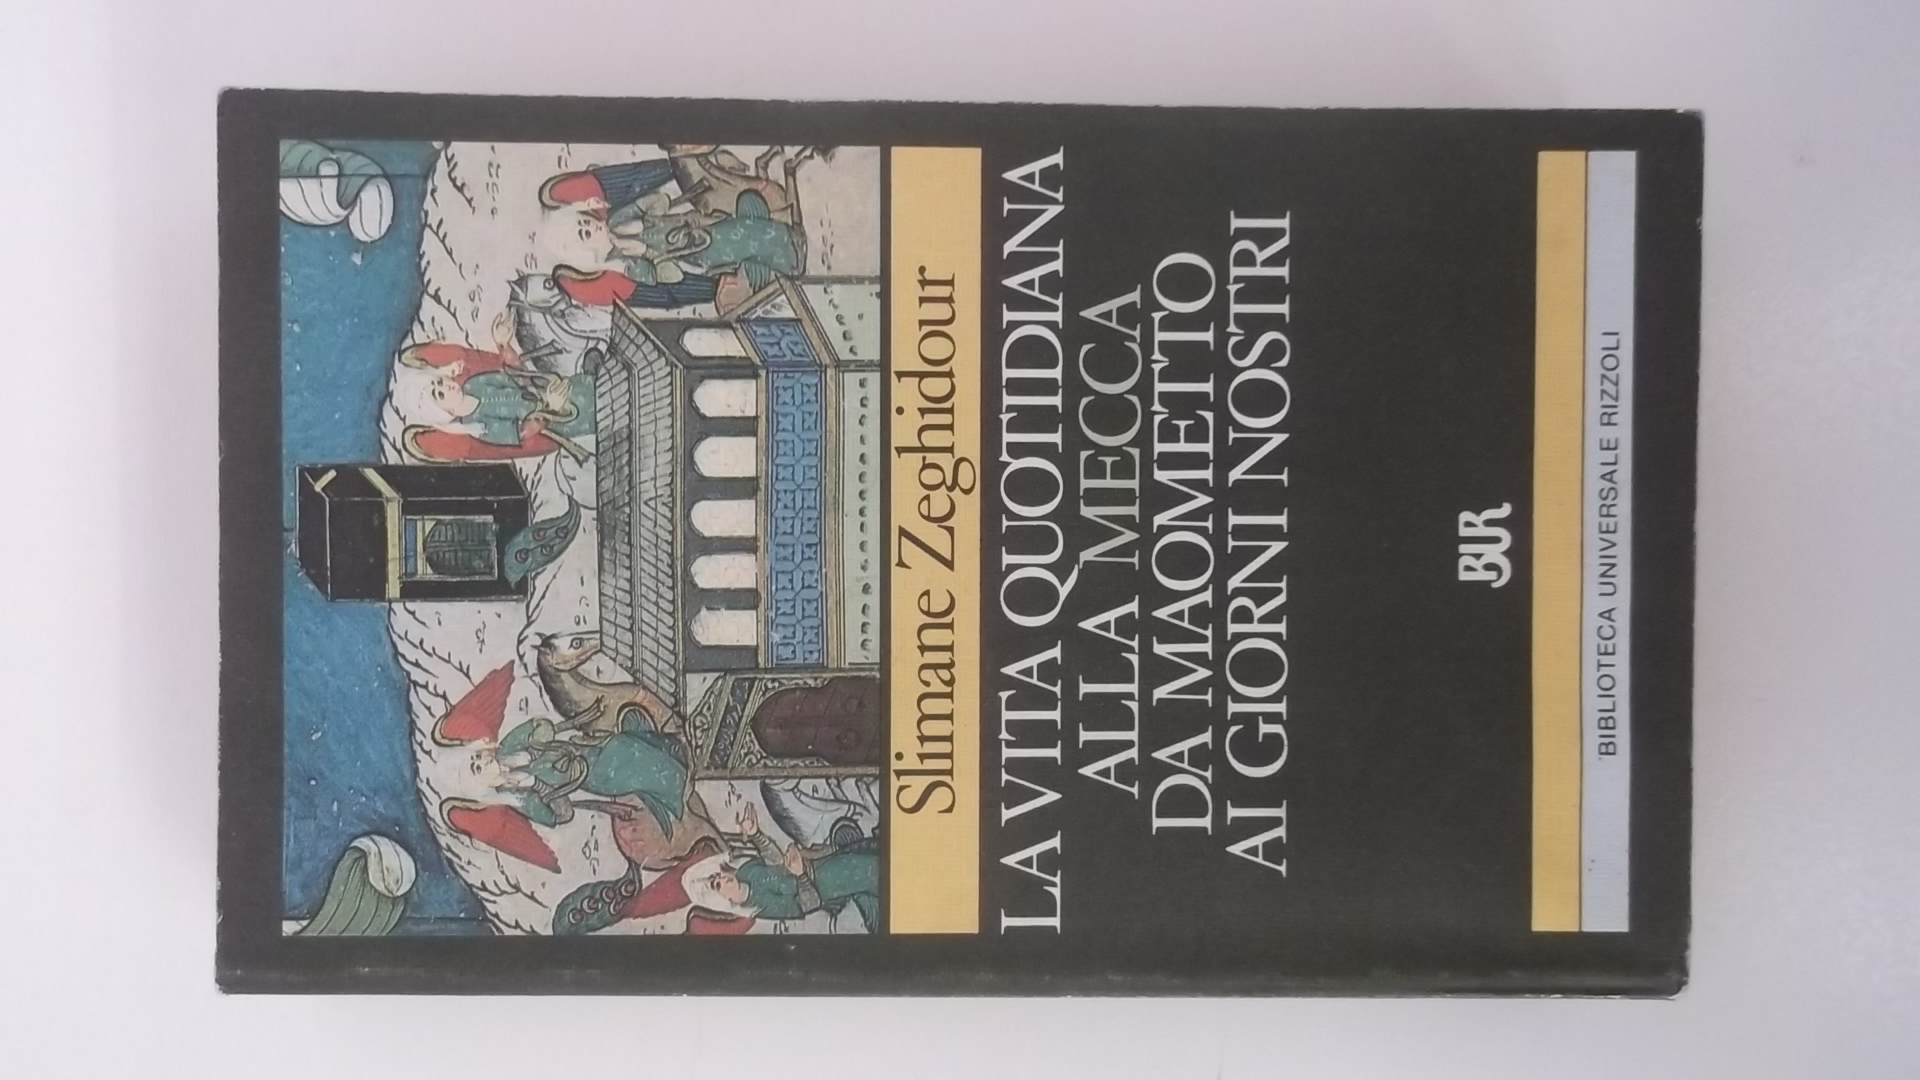 Slimane Zeghidour
LA VITA QUOTIDIANA
ALLA MECCA
DA MAOMETTO
AI GIORNI NOSTRI
BUR
BIBLIOTECA UNIVERSALE RIZZOLI